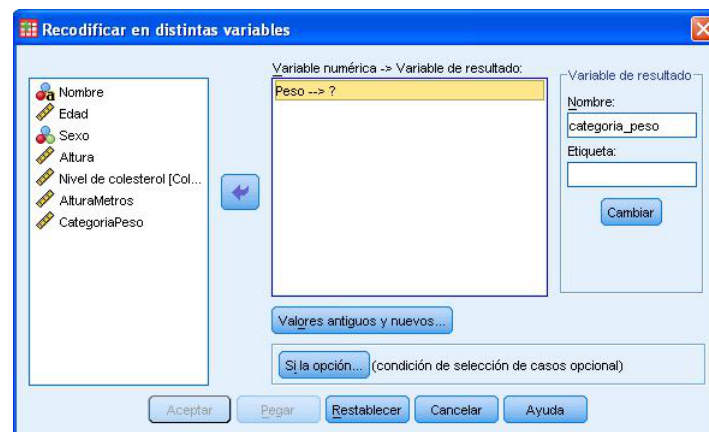 Recodificar en distintas variables
Nombre
Edad
Sexo
Altura
Nivel de colesterol [Col...
AlturaMetros
CategoriaPeso
Variable numérica -> Variable de resultado:
Peso --> ?
Variable de resultado
Nombre:
categoria_peso
Etiqueta:
Cambiar
Valores antiguos y nuevos...
Si la opción... (condición de selección de casos opcional)
Aceptar Pegar Restablecer Cancelar Ayuda